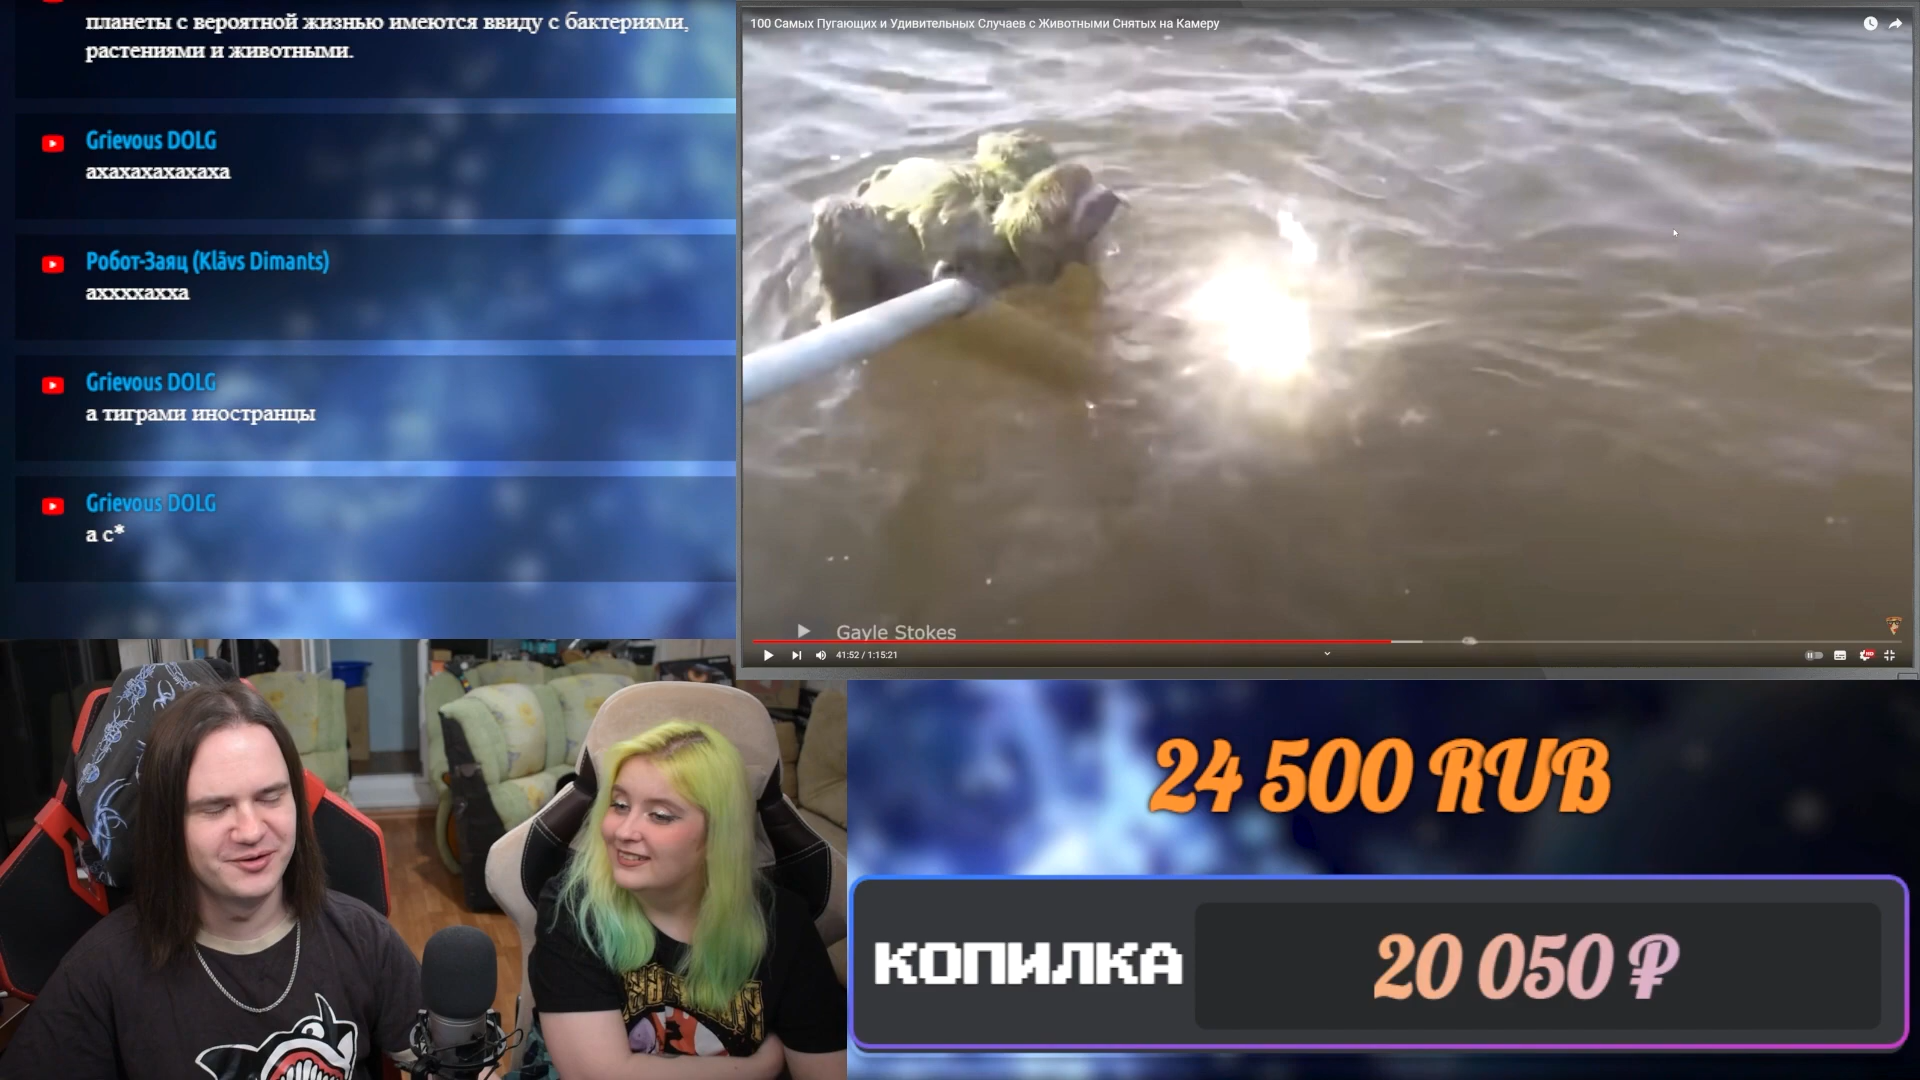 планеты с вероятной жизнью имеются ввиду с бактериями,
растениями и животными.
Grievous DOLG
ахахахахахаха
Робот-Заяц (Klāvs Dimants)
аххххахха
Grievous DOLG
а тиграми иностранцы
Grievous DOLG
а с*
100 Самых Пугающих и Удивительных Случаев с Животными Снятых на Камеру
Gayle Stokes
41:52 / 1:15:21
HD
24 500 RUB
КОПИЛКА
20 050 ₽